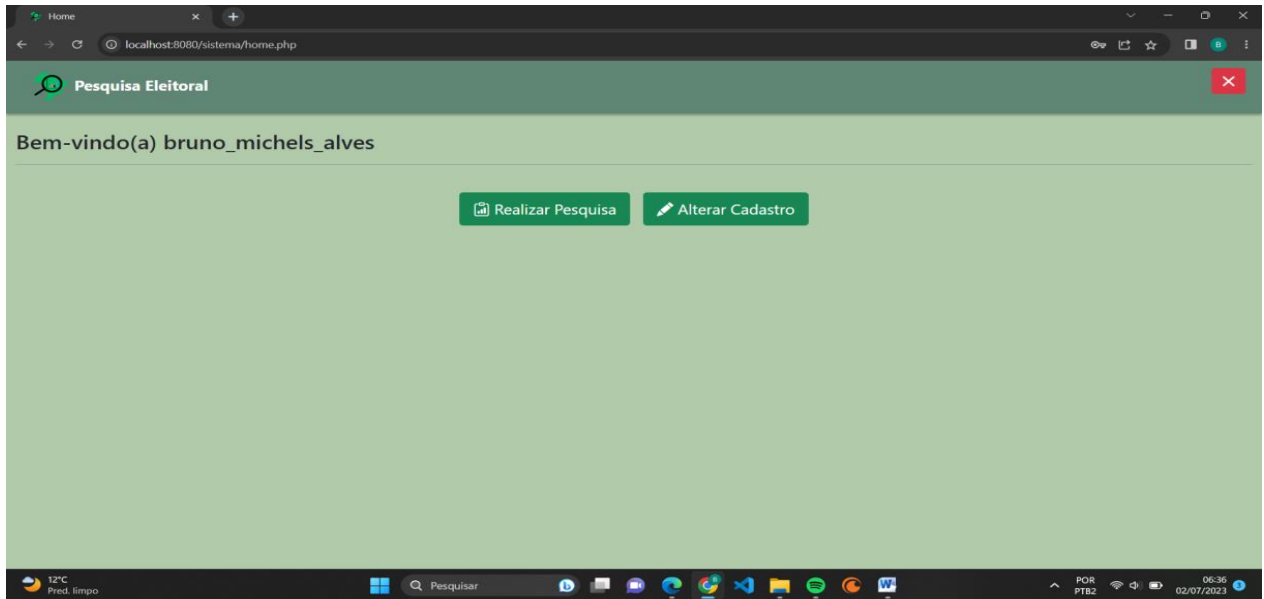 Home
localhost:8080/sistema/home.php
B
Pesquisa Eleitoral
Bem-vindo(a) bruno_michels_alves
Realizar Pesquisa
Alterar Cadastro
12°C
Pred. limpo
Pesquisar
POR
PTB2
06:36
02/07/2023
3